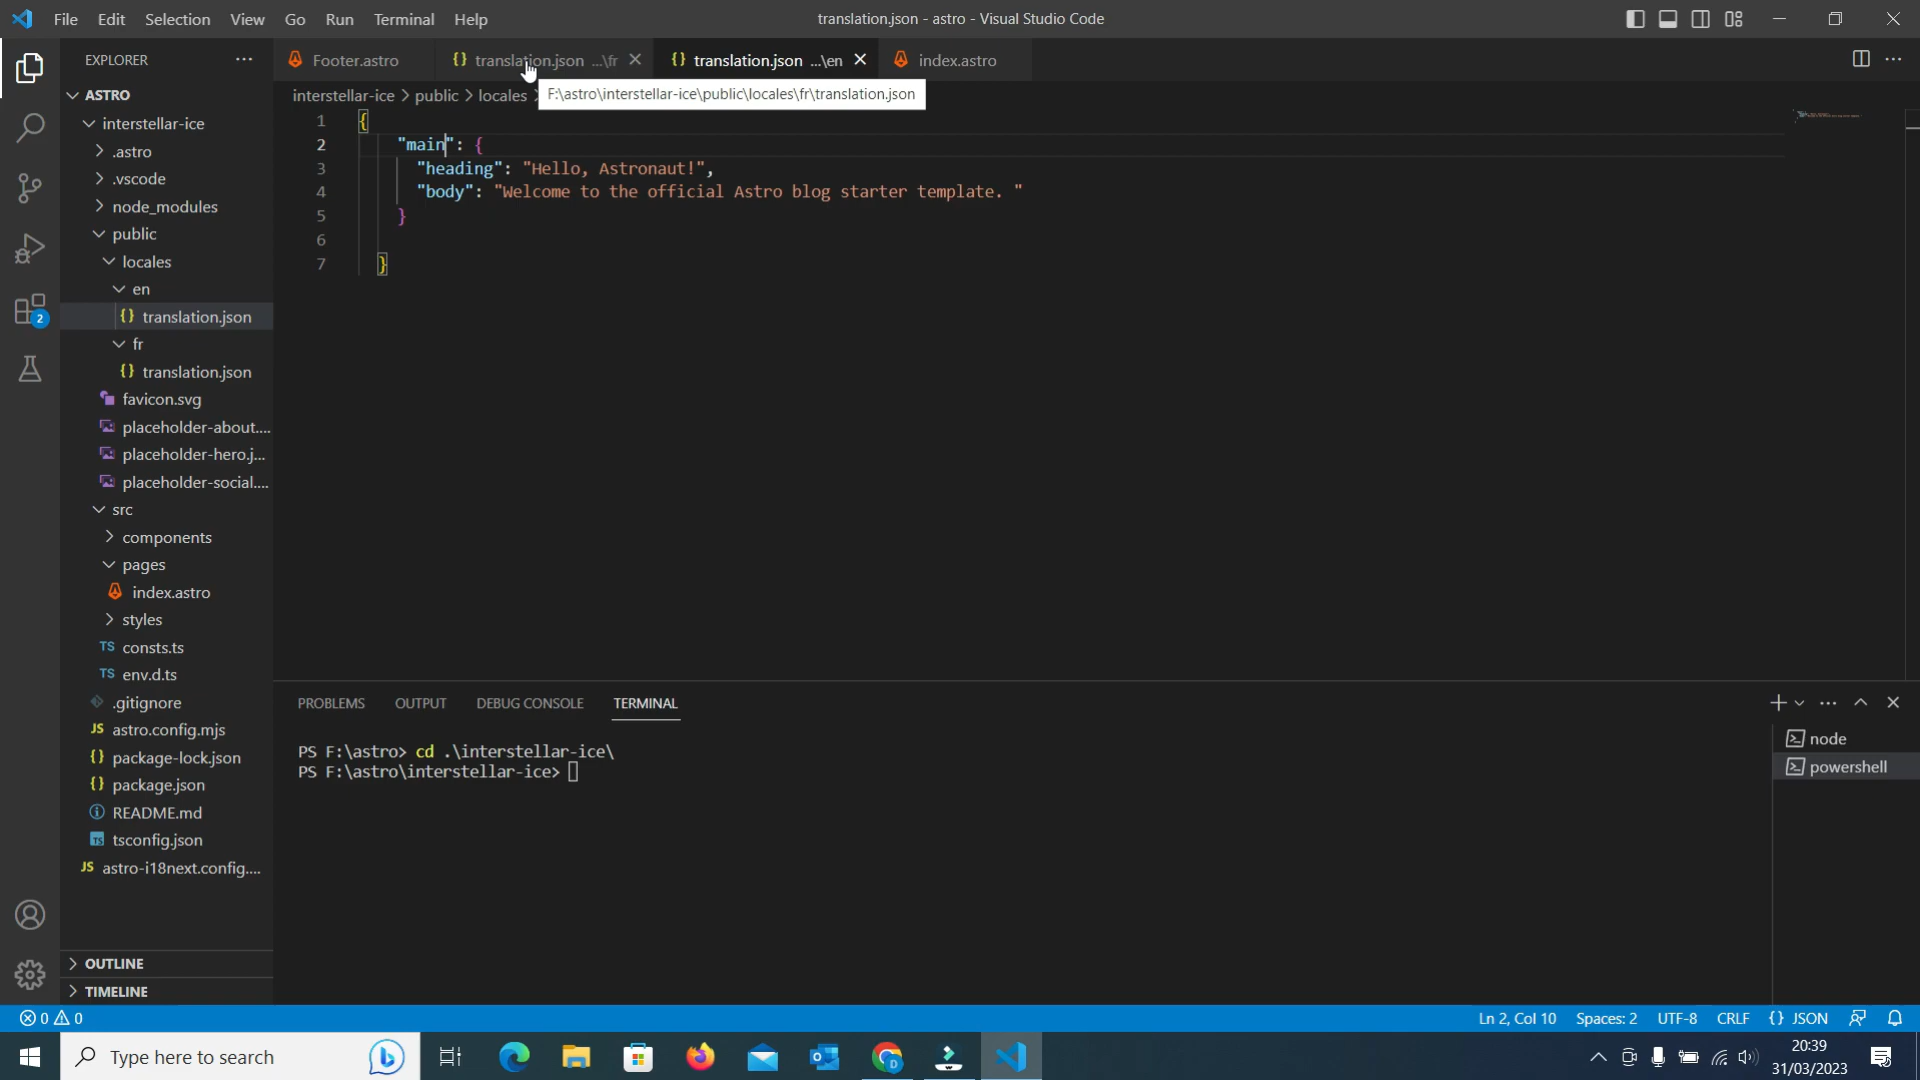 File Edit Selection View Go Run Terminal Help
translation.json - astro - Visual Studio Code
EXPLORER
Footer.astro
translation.json ...\fr
translation.json ...\en
index.astro
ASTRO
interstellar-ice > public > locales >
F:\astro\interstellar-ice\public\locales\fr\translation.json
interstellar-ice
.astro
.vscode
node_modules
public
locales
en
translation.json
fr
translation.json
favicon.svg
placeholder-about....
placeholder-hero.j...
placeholder-social....
src
components
pages
index.astro
styles
TS consts.ts
TS env.d.ts
.gitignore
JS astro.config.mjs
{} package-lock.json
{} package.json
README.md
TS tsconfig.json
JS astro-i18next.config....
OUTLINE
TIMELINE
1 {
2 "main": {
3 "heading": "Hello, Astronaut!",
4 "body": "Welcome to the official Astro blog starter template. "
5 }
6
7 }
PROBLEMS OUTPUT DEBUG CONSOLE TERMINAL
PS F:\astro> cd .\interstellar-ice\
PS F:\astro\interstellar-ice>
node
powershell
2
0 0
Ln 2, Col 10 Spaces: 2 UTF-8 CRLF {} JSON
Type here to search
D
20:39
31/03/2023